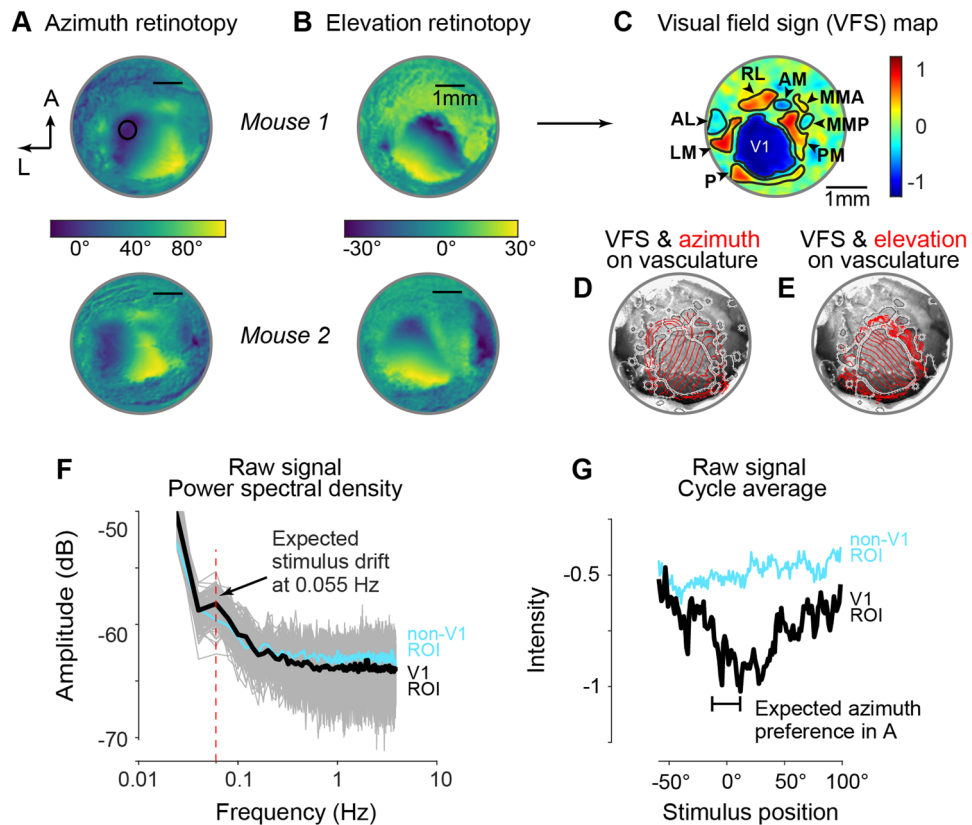 A Azimuth retinotopy
B Elevation retinotopy
C Visual field sign (VFS) map
A
L
1mm
Mouse 1
RL
AM
MMA
AL
MMP
LM
V1
PM
P
1mm
1
0
-1
0° 40° 80°
-30° 0° 30°
Mouse 2
VFS & azimuth
on vasculature
D
VFS & elevation
on vasculature
E
F
Raw signal
Power spectral density
Expected
stimulus drift
at 0.055 Hz
non-V1
ROI
V1
ROI
Amplitude (dB)
-50
-60
-70
0.01 0.1 1 10
Frequency (Hz)
G
Raw signal
Cycle average
non-V1
ROI
V1
ROI
Intensity
-0.5
-1
Expected azimuth
preference in A
-50° 0° 50° 100°
Stimulus position